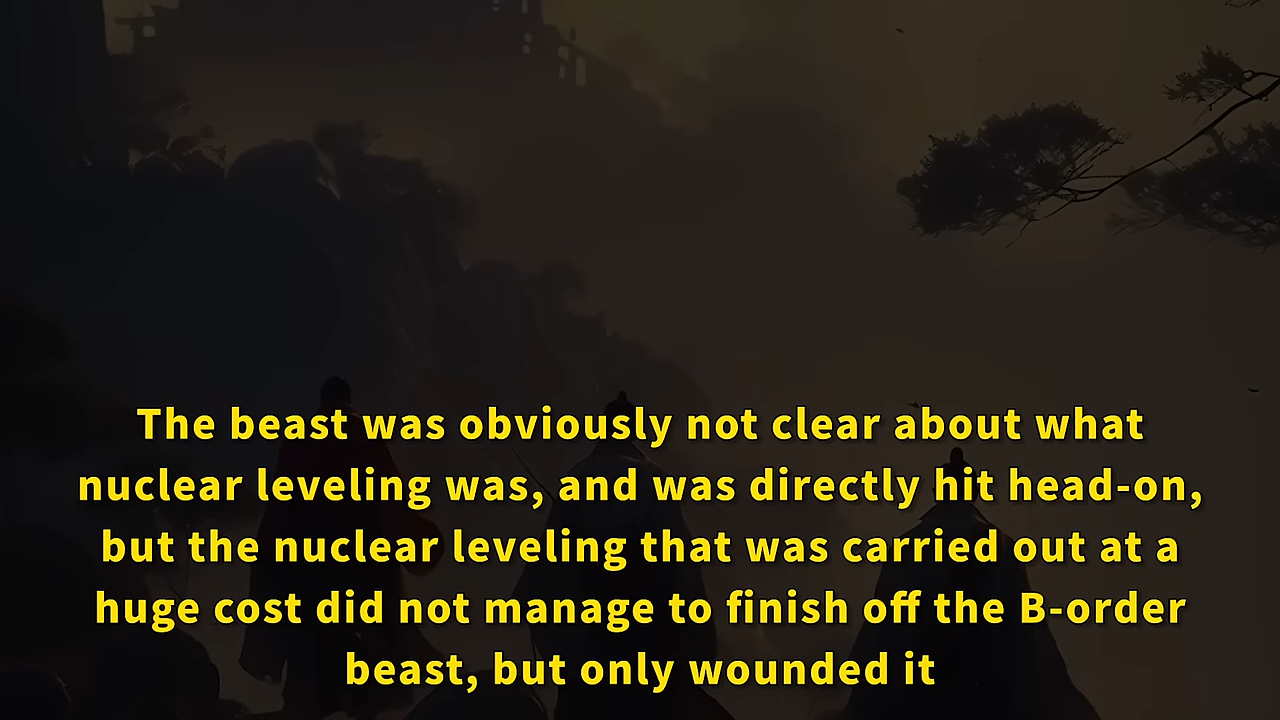 The beast was obviously not clear about what
nuclear leveling was, and was directly hit head-on,
but the nuclear leveling that was carried out at a
huge cost did not manage to finish off the B-order
beast, but only wounded it